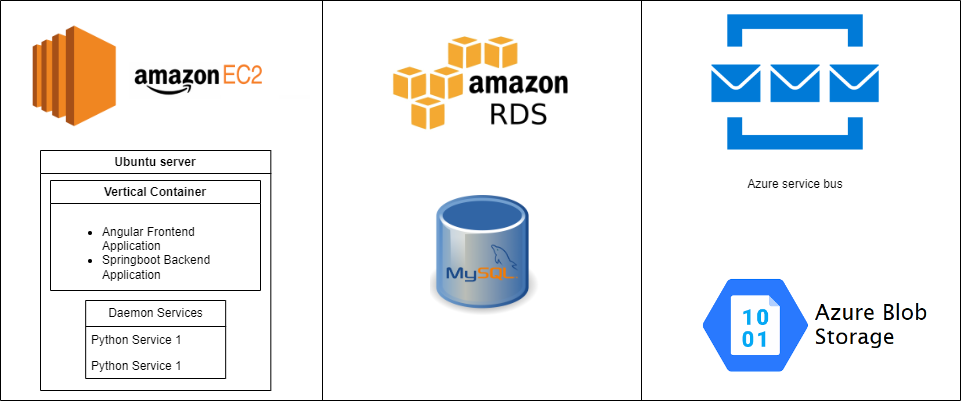 amazon EC2
Ubuntu server
Vertical Container
Angular Frontend
Application
Springboot Backend
Application
Daemon Services
Python Service 1
Python Service 1
amazon
RDS
MySQL
Azure service bus
10
01
Azure Blob
Storage